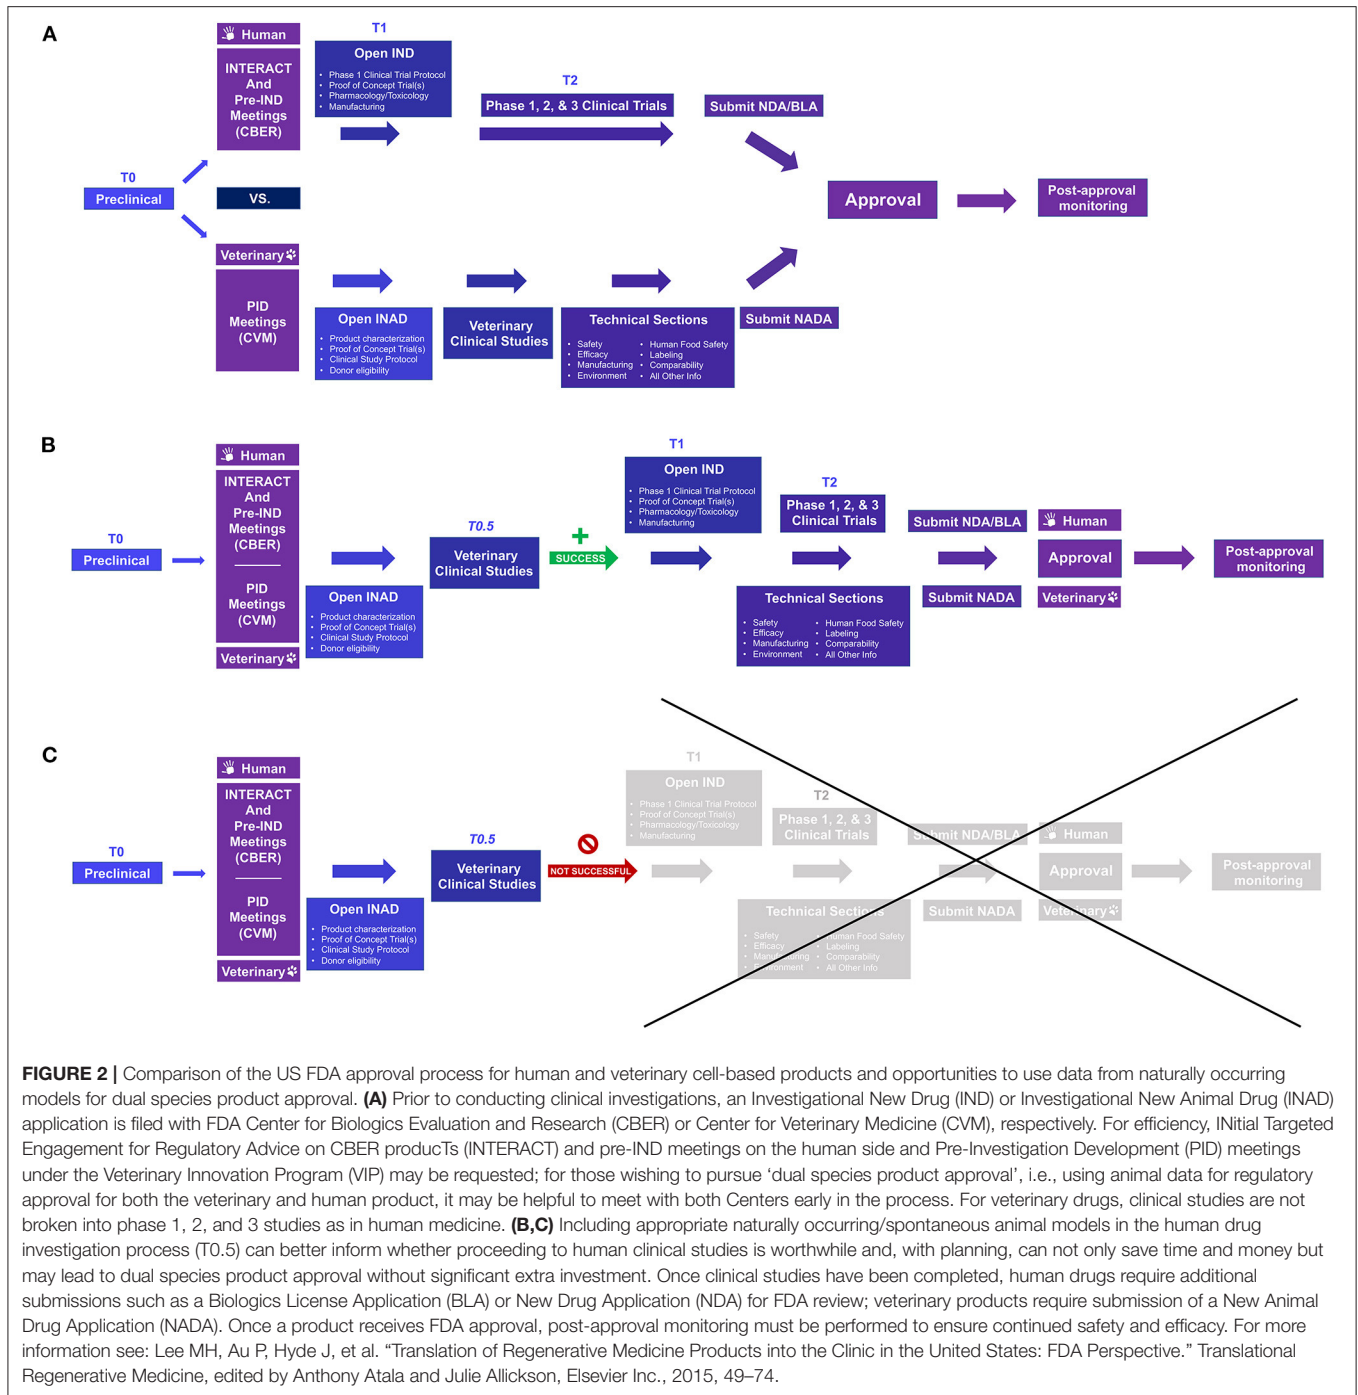 A
Human
INTERACT
And
Pre-IND
Meetings
(CBER)
T1
Open IND
• Phase 1 Clinical Trial Protocol
• Proof of Concept Trial(s)
• Pharmacology/Toxicology
• Manufacturing
T2
Phase 1, 2, & 3 Clinical Trials
Submit NDA/BLA
T0
Preclinical
VS.
Approval
Post-approval
monitoring
Veterinary
PID
Meetings
(CVM)
Open INAD
• Product characterization
• Proof of Concept Trial(s)
• Clinical Study Protocol
• Donor eligibility
Veterinary
Clinical Studies
Technical Sections
• Safety
• Efficacy
• Manufacturing
• Environment
• Human Food Safety
• Labeling
• Comparability
• All Other Info
Submit NADA
B
Human
INTERACT
And
Pre-IND
Meetings
(CBER)
PID
Meetings
(CVM)
Veterinary
T0
Preclinical
Open INAD
• Product characterization
• Proof of Concept Trial(s)
• Clinical Study Protocol
• Donor eligibility
T0.5
Veterinary
Clinical Studies
SUCCESS
T1
Open IND
• Phase 1 Clinical Trial Protocol
• Proof of Concept Trial(s)
• Pharmacology/Toxicology
• Manufacturing
T2
Phase 1, 2, & 3
Clinical Trials
Technical Sections
• Safety
• Efficacy
• Manufacturing
• Environment
• Human Food Safety
• Labeling
• Comparability
• All Other Info
Submit NDA/BLA
Submit NADA
Human
Approval
Veterinary
Post-approval
monitoring
C
Human
INTERACT
And
Pre-IND
Meetings
(CBER)
PID
Meetings
(CVM)
Veterinary
T0
Preclinical
Open INAD
• Product characterization
• Proof of Concept Trial(s)
• Clinical Study Protocol
• Donor eligibility
T0.5
Veterinary
Clinical Studies
NOT SUCCESSFUL
T1
Open IND
• Phase 1 Clinical Trial Protocol
• Proof of Concept Trial(s)
• Pharmacology/Toxicology
• Manufacturing
T2
Phase 1, 2, & 3
Clinical Trials
Technical Sections
• Safety
• Efficacy
• Manufacturing
• Environment
• Human Food Safety
• Labeling
• Comparability
• All Other Info
Submit NDA/BLA
Submit NADA
Human
Approval
Veterinary
Post-approval
monitoring
FIGURE 2 | Comparison of the US FDA approval process for human and veterinary cell-based products and opportunities to use data from naturally occurring
models for dual species product approval. (A) Prior to conducting clinical investigations, an Investigational New Drug (IND) or Investigational New Animal Drug (INAD)
application is filed with FDA Center for Biologics Evaluation and Research (CBER) or Center for Veterinary Medicine (CVM), respectively. For efficiency, INitial Targeted
Engagement for Regulatory Advice on CBER producTs (INTERACT) and pre-IND meetings on the human side and Pre-Investigation Development (PID) meetings
under the Veterinary Innovation Program (VIP) may be requested; for those wishing to pursue ‘dual species product approval’, i.e., using animal data for regulatory
approval for both the veterinary and human product, it may be helpful to meet with both Centers early in the process. For veterinary drugs, clinical studies are not
broken into phase 1, 2, and 3 studies as in human medicine. (B,C) Including appropriate naturally occurring/spontaneous animal models in the human drug
investigation process (T0.5) can better inform whether proceeding to human clinical studies is worthwhile and, with planning, can not only save time and money but
may lead to dual species product approval without significant extra investment. Once clinical studies have been completed, human drugs require additional
submissions such as a Biologics License Application (BLA) or New Drug Application (NDA) for FDA review; veterinary products require submission of a New Animal
Drug Application (NADA). Once a product receives FDA approval, post-approval monitoring must be performed to ensure continued safety and efficacy. For more
information see: Lee MH, Au P, Hyde J, et al. “Translation of Regenerative Medicine Products into the Clinic in the United States: FDA Perspective.” Translational
Regenerative Medicine, edited by Anthony Atala and Julie Allickson, Elsevier Inc., 2015, 49–74.